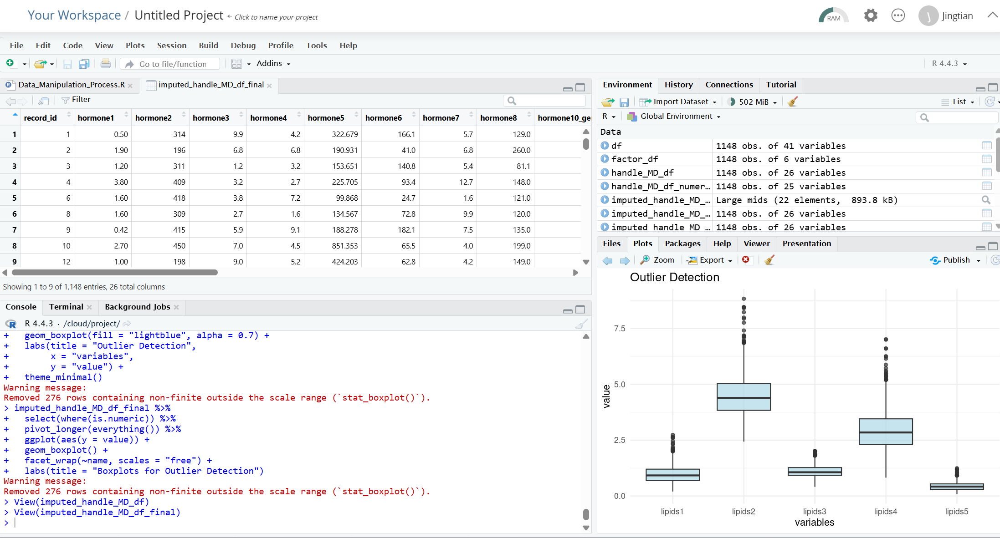 Your Workspace / Untitled Project Click to name your project
RAM
J Jingtian
File Edit Code View Plots Session Build Debug Profile Tools Help
Go to file/function Addins
R 4.4.3
Data_Manipulation_Process.R imputed_handle_MD_df_final
Filter
record_id hormone1 hormone2 hormone3 hormone4 hormone5 hormone6 hormone7 hormone8 hormone10_ge
1 1 0.50 314 9.9 4.2 322.679 166.1 5.7 129.0
2 2 1.90 196 6.8 6.8 190.931 41.0 6.8 260.0
3 3 1.20 311 1.2 3.2 153.651 140.8 5.4 81.1
4 4 3.80 409 3.2 2.7 225.705 93.4 12.7 148.0
5 6 1.60 418 3.8 7.2 99.868 24.7 1.6 121.0
6 8 1.60 309 2.7 1.6 134.567 72.8 9.9 120.0
7 9 0.42 415 5.9 9.1 188.278 182.1 7.5 135.0
8 10 2.70 450 7.0 4.5 851.353 65.5 4.0 199.0
9 12 1.00 198 9.0 5.2 424.203 62.8 4.2 149.0
Showing 1 to 9 of 1,148 entries, 26 total columns
Console Terminal Background Jobs
R 4.4.3 · /cloud/project/
+   geom_boxplot(fill = "lightblue", alpha = 0.7) +
+   labs(title = "Outlier Detection",
+        x = "variables",
+        y = "value") +
+   theme_minimal()
Warning message:
Removed 276 rows containing non-finite outside the scale range (`stat_boxplot()`).
> imputed_handle_MD_df_final %>%
+   select(where(is.numeric)) %>%
+   pivot_longer(everything()) %>%
+   ggplot(aes(y = value)) +
+   geom_boxplot() +
+   facet_wrap(~name, scales = "free") +
+   labs(title = "Boxplots for Outlier Detection")
Warning message:
Removed 276 rows containing non-finite outside the scale range (`stat_boxplot()`).
> View(imputed_handle_MD_df)
> View(imputed_handle_MD_df_final)
>
Environment History Connections Tutorial
Import Dataset 502 MiB List
R Global Environment
Data
df 1148 obs. of 41 variables
factor_df 1148 obs. of 6 variables
handle_MD_df 1148 obs. of 26 variables
handle_MD_df_numer… 1148 obs. of 25 variables
imputed_handle_MD_… Large mids (22 elements,  893.8 kB)
imputed_handle_MD_… 1148 obs. of 26 variables
imputed handle MD … 1148 obs. of 26 variables
Files Plots Packages Help Viewer Presentation
Zoom Export Publish
Outlier Detection
value
7.5
5.0
2.5
0.0
lipids1 lipids2 lipids3 lipids4 lipids5
variables